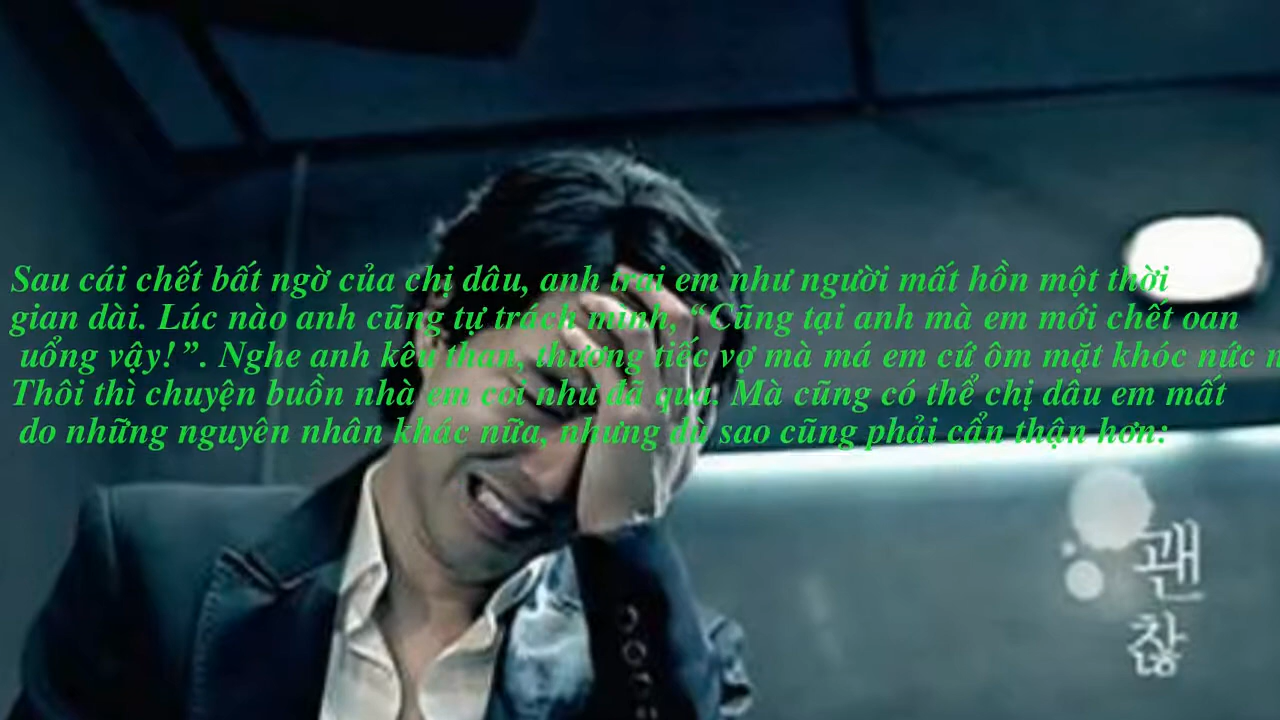 Sau cái chết bất ngờ của chị dâu, anh trai em như người mất hồn một thời
gian dài. Lúc nào anh cũng tự trách mình, “Cũng tại anh mà em mới chết oan
uổng vậy!”. Nghe anh kêu than, thương tiếc vợ mà má em cứ ôm mặt khóc nức
Thôi thì chuyện buồn nhà em coi như đã qua. Mà cũng có thể chị dâu em mất
do những nguyên nhân khác nữa, nhưng dù sao cũng phải cẩn thận hơn:
괜
찮